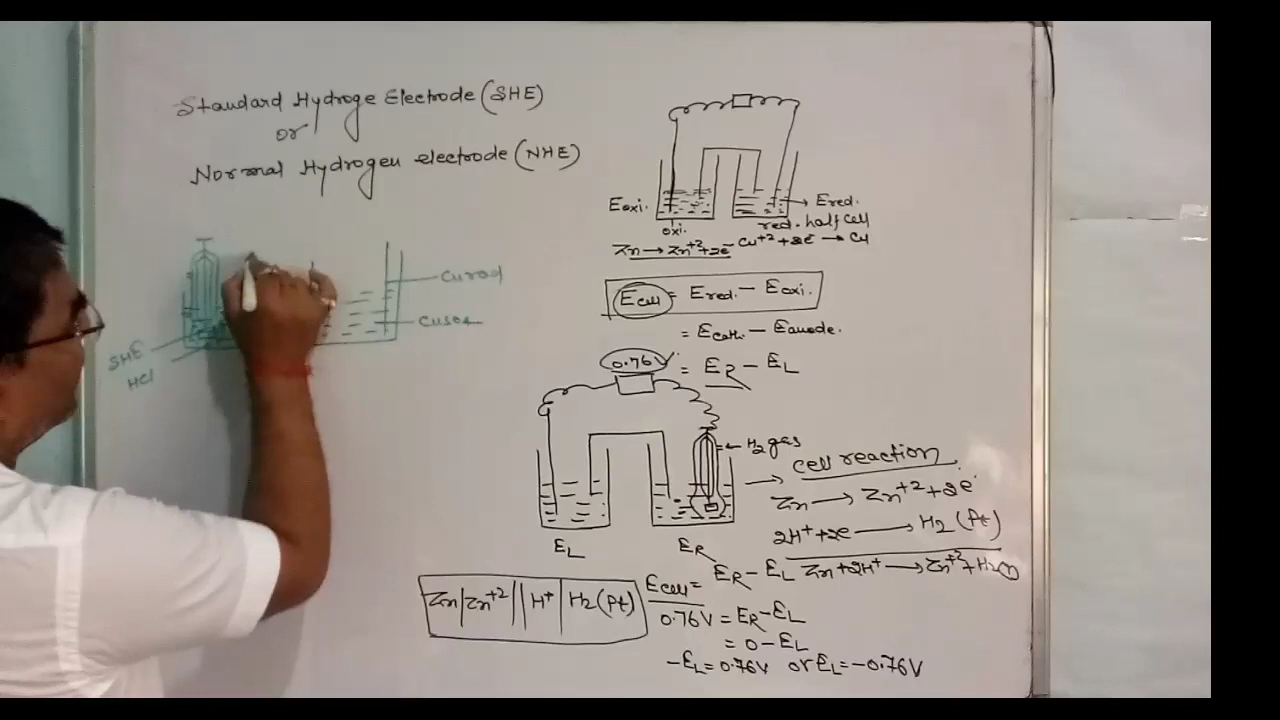 Standard Hydroge Electrode (SHE)
or
Normal Hydrogen electrode (NHE)
Cu rod
CuSO4
SHE
HCl
Eoxi.
Ered.
oxi.
red. half cell
Zn → Zn+2 + 2e-
Cu+2 + 2e- → Cu
Ecell = Ered. - Eoxi.
= Ecath. - Eanode.
= ER - EL
0.76V
H2 gas
EL
ER
cell reaction
Zn → Zn+2 + 2e-
2H+ + 2e → H2 (Pt)
Zn + 2H+ → Zn+2 + H2
Zn|Zn+2||H+|H2(Pt)
Ecell = ER - EL
0.76V = ER - EL
= 0 - EL
-EL = 0.76V or EL = -0.76V